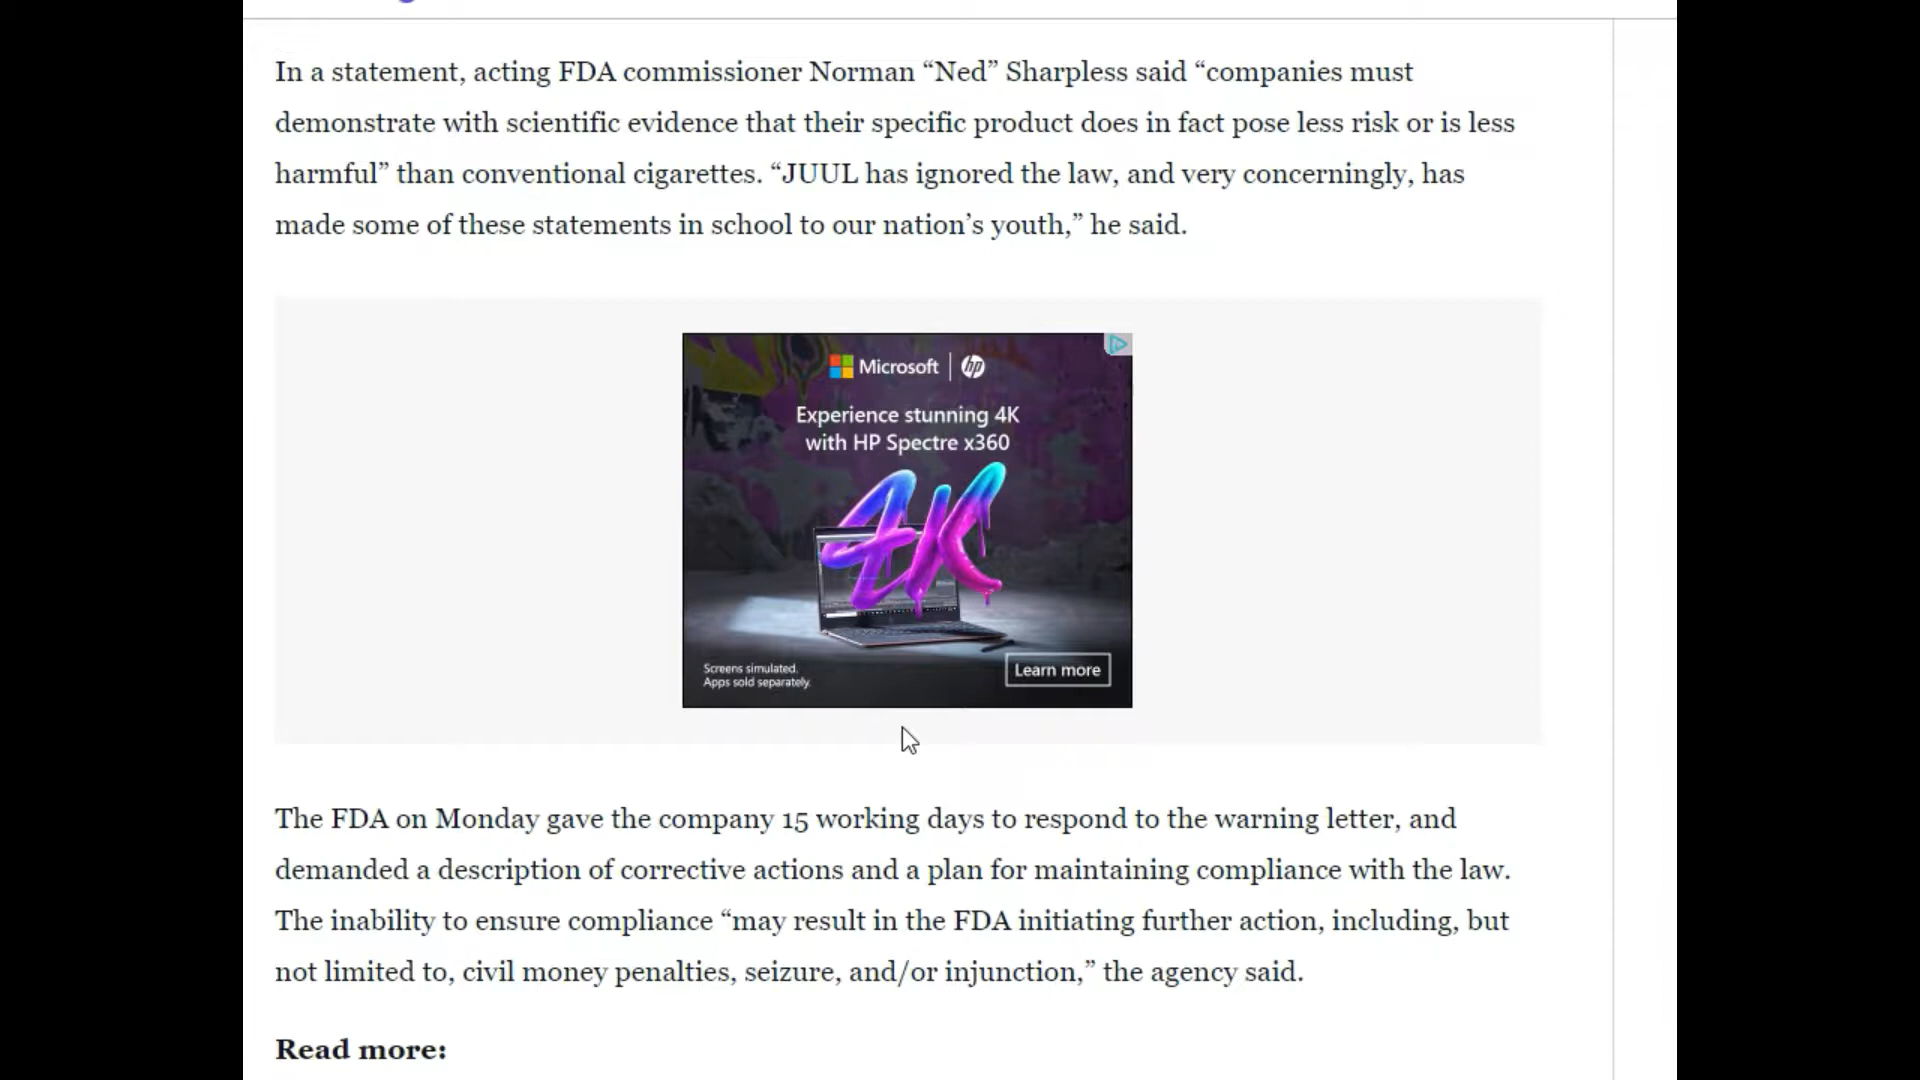 In a statement, acting FDA commissioner Norman “Ned” Sharpless said “companies must
demonstrate with scientific evidence that their specific product does in fact pose less risk or is less
harmful” than conventional cigarettes. “JUUL has ignored the law, and very concerningly, has
made some of these statements in school to our nation’s youth,” he said.
Microsoft | hp
Experience stunning 4K
with HP Spectre x360
4K
Screens simulated.
Apps sold separately.
Learn more
The FDA on Monday gave the company 15 working days to respond to the warning letter, and
demanded a description of corrective actions and a plan for maintaining compliance with the law.
The inability to ensure compliance “may result in the FDA initiating further action, including, but
not limited to, civil money penalties, seizure, and/or injunction,” the agency said.
Read more: